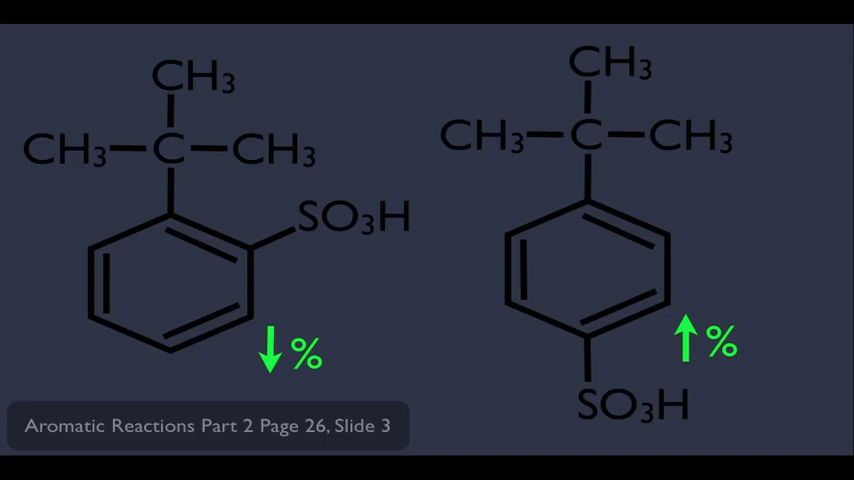 CH3
CH3 C CH3
SO3H
%
CH3
CH3 C CH3
%
SO3H
Aromatic Reactions Part 2 Page 26, Slide 3